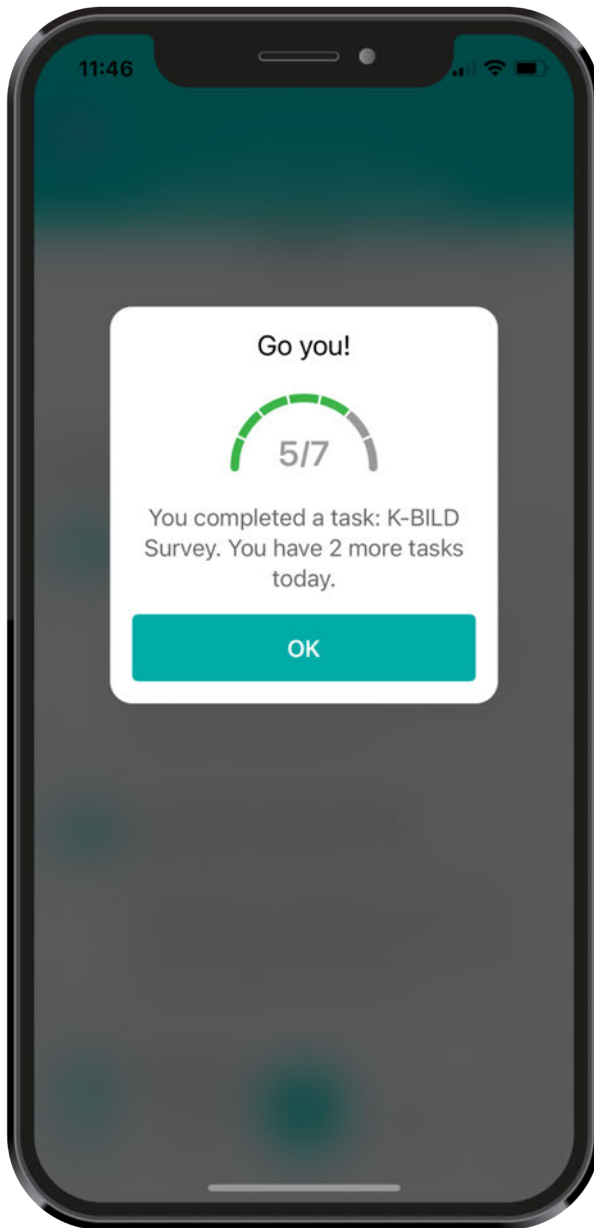 11:46
Go you!
5/7
You completed a task: K-BILD
Survey. You have 2 more tasks
today.
OK